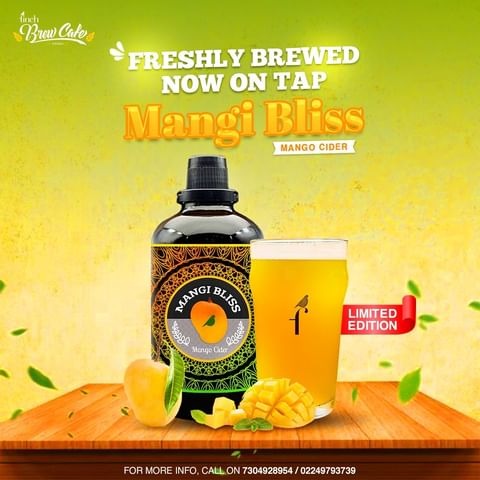 finch
Brew Cafe
FRESHLY BREWED
NOW ON TAP
Mangi Bliss
MANGO CIDER
MANGI BLISS
Mango Cider
f
LIMITED
EDITION
FOR MORE INFO, CALL ON 7304928954 / 02249793739